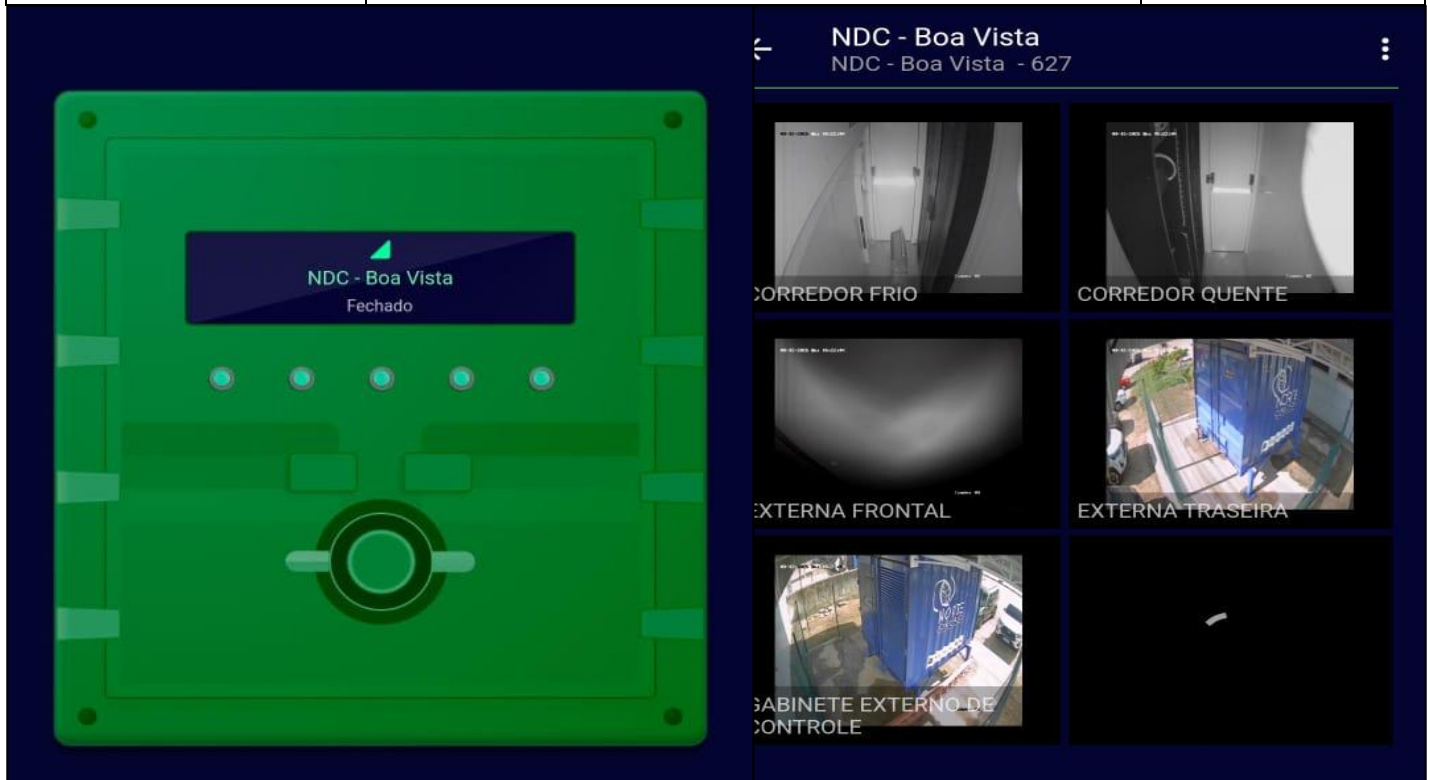 NDC - Boa Vista
Fechado
NDC - Boa Vista
NDC - Boa Vista - 627
CORREDOR FRIO
CORREDOR QUENTE
EXTERNA FRONTAL
EXTERNA TRASEIRA
NORTE
GABINETE EXTERNO DE
CONTROLE